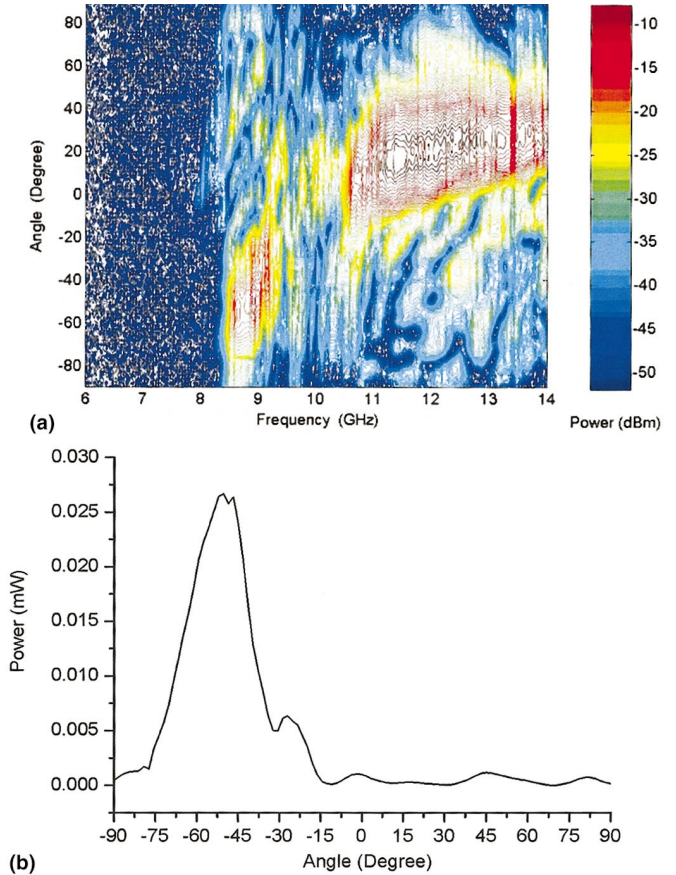 80
60
40
20
0
-20
-40
-60
-80
Angle (Degree)
6 7 8 9 10 11 12 13 14
Frequency (GHz)
-10
-15
-20
-25
-30
-35
-40
-45
-50
Power (dBm)
(a)
0.030
0.025
0.020
0.015
0.010
0.005
0.000
Power (mW)
-90 -75 -60 -45 -30 -15 0 15 30 45 60 75 90
Angle (Degree)
(b)